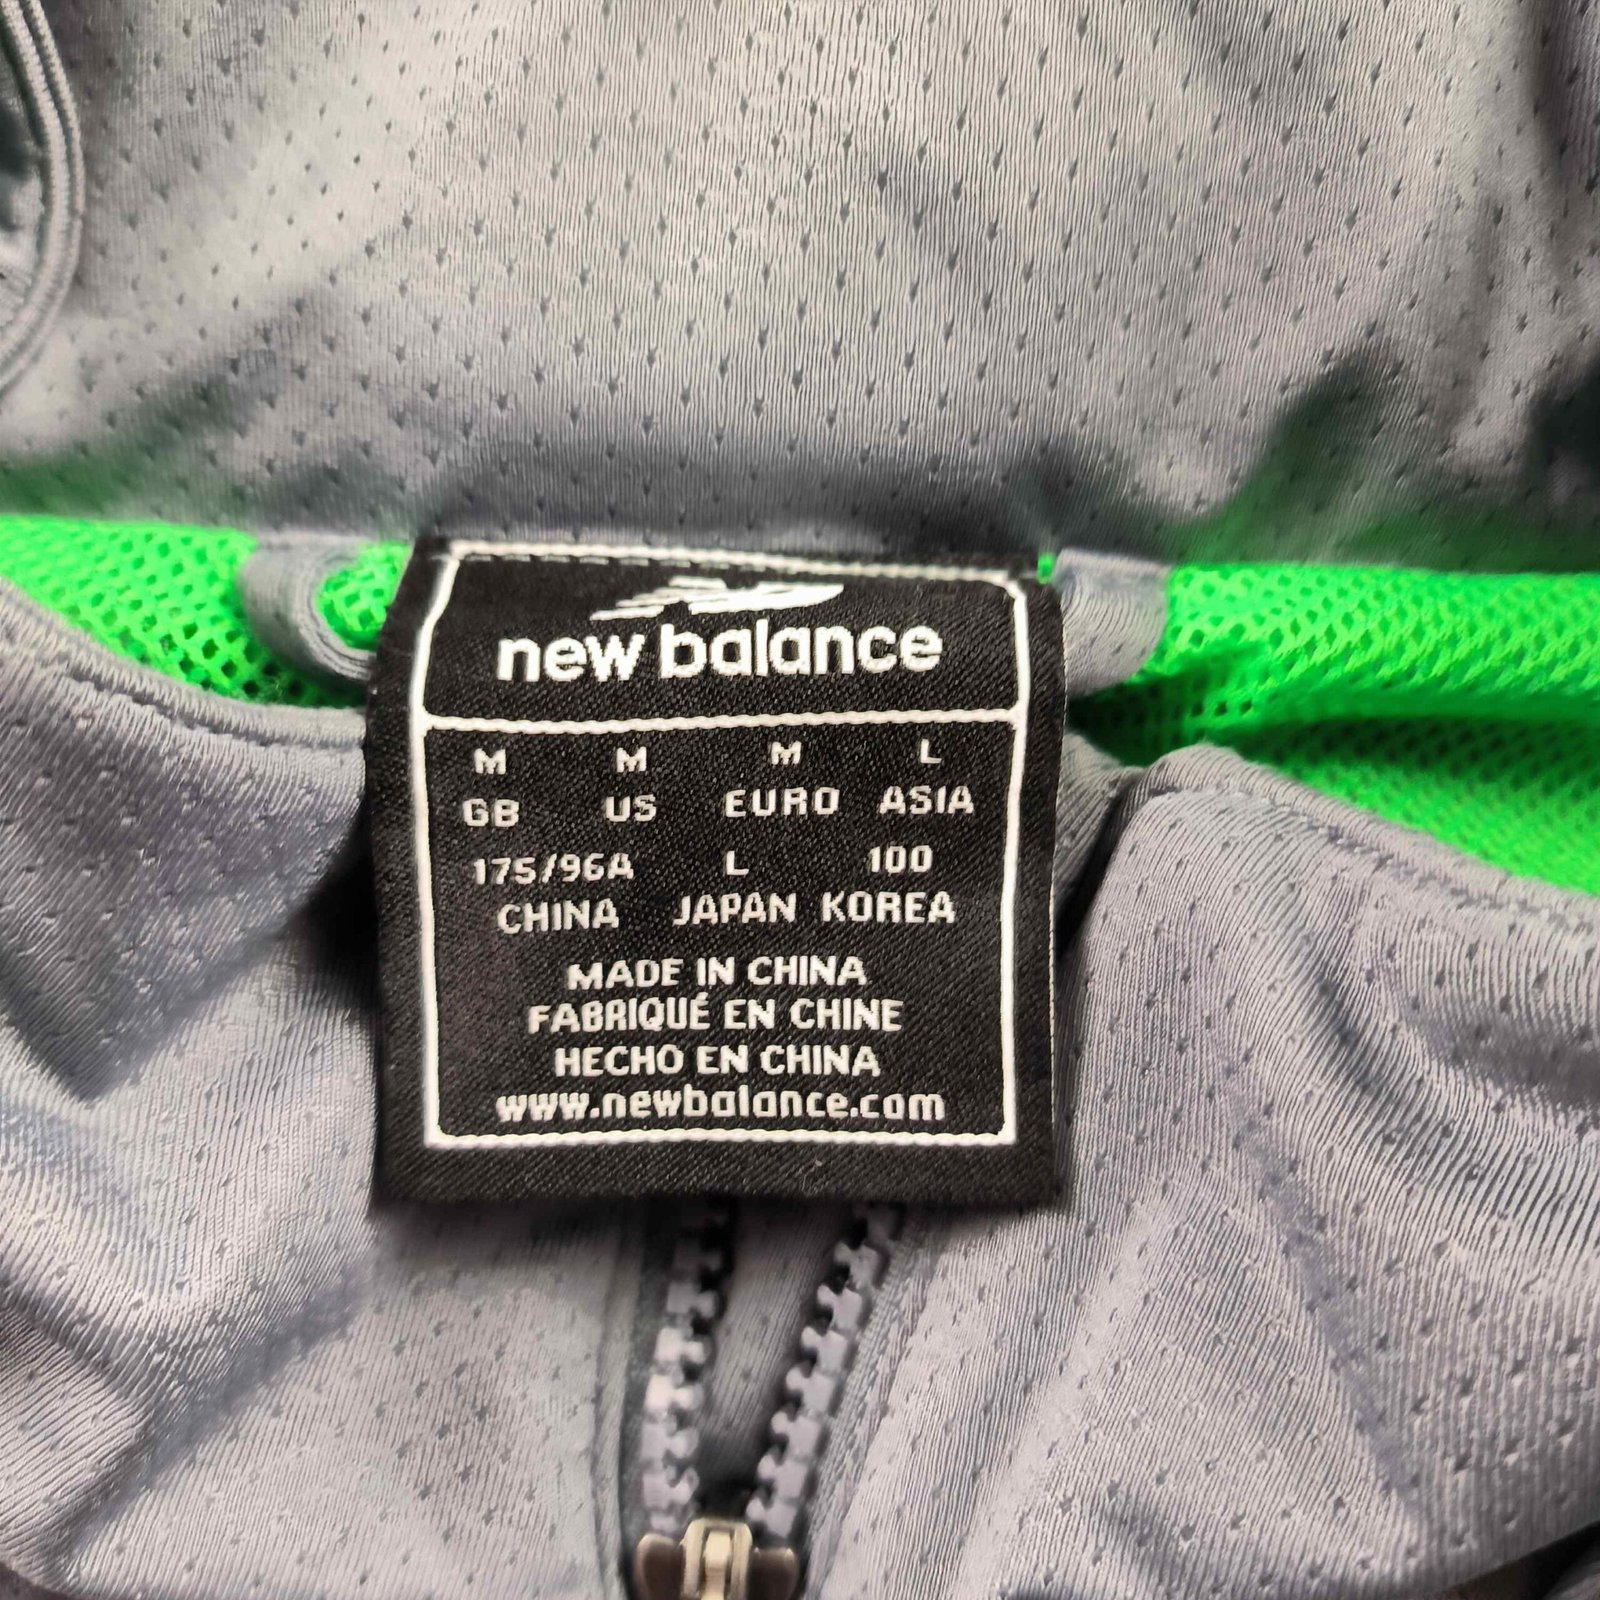 new balance
M M M L
GB US EURO ASIA
175/96A L 100
CHINA JAPAN KOREA
MADE IN CHINA
FABRIQUÉ EN CHINE
HECHO EN CHINA
www.newbalance.com